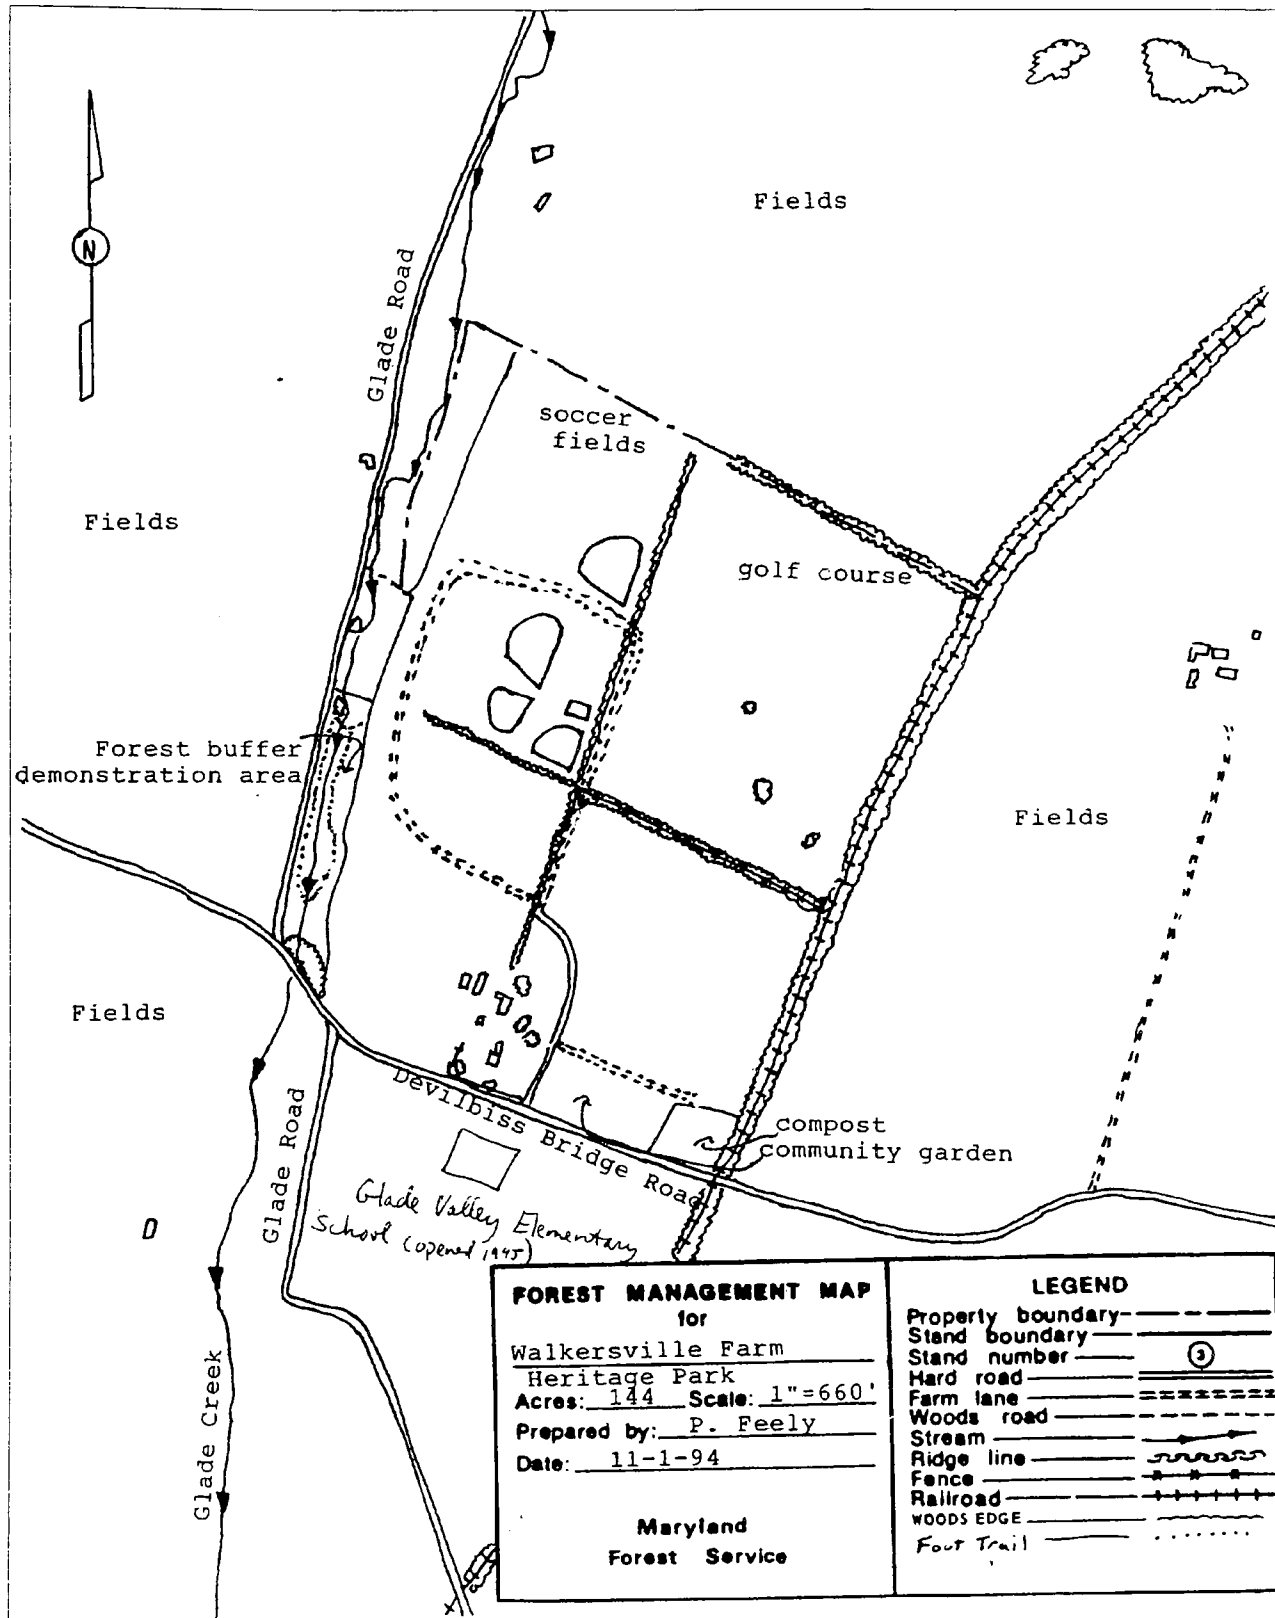 Fields
N
Glade Road
soccer
fields
Fields
golf course
Forest buffer
demonstration area
Fields
Fields
Devilbiss Bridge Road
compost
community garden
Glade Road
Glade Valley Elementary
School (opened 1995)
Glade Creek
FOREST MANAGEMENT MAP
for
Walkersville Farm
Heritage Park
Acres: 144 Scale: 1"=660'
Prepared by: P. Feely
Date: 11-1-94
Maryland
Forest Service
LEGEND
Property boundary
Stand boundary
Stand number 3
Hard road
Farm lane
Woods road
Stream
Ridge line
Fence
Railroad
WOODS EDGE
Foot Trail